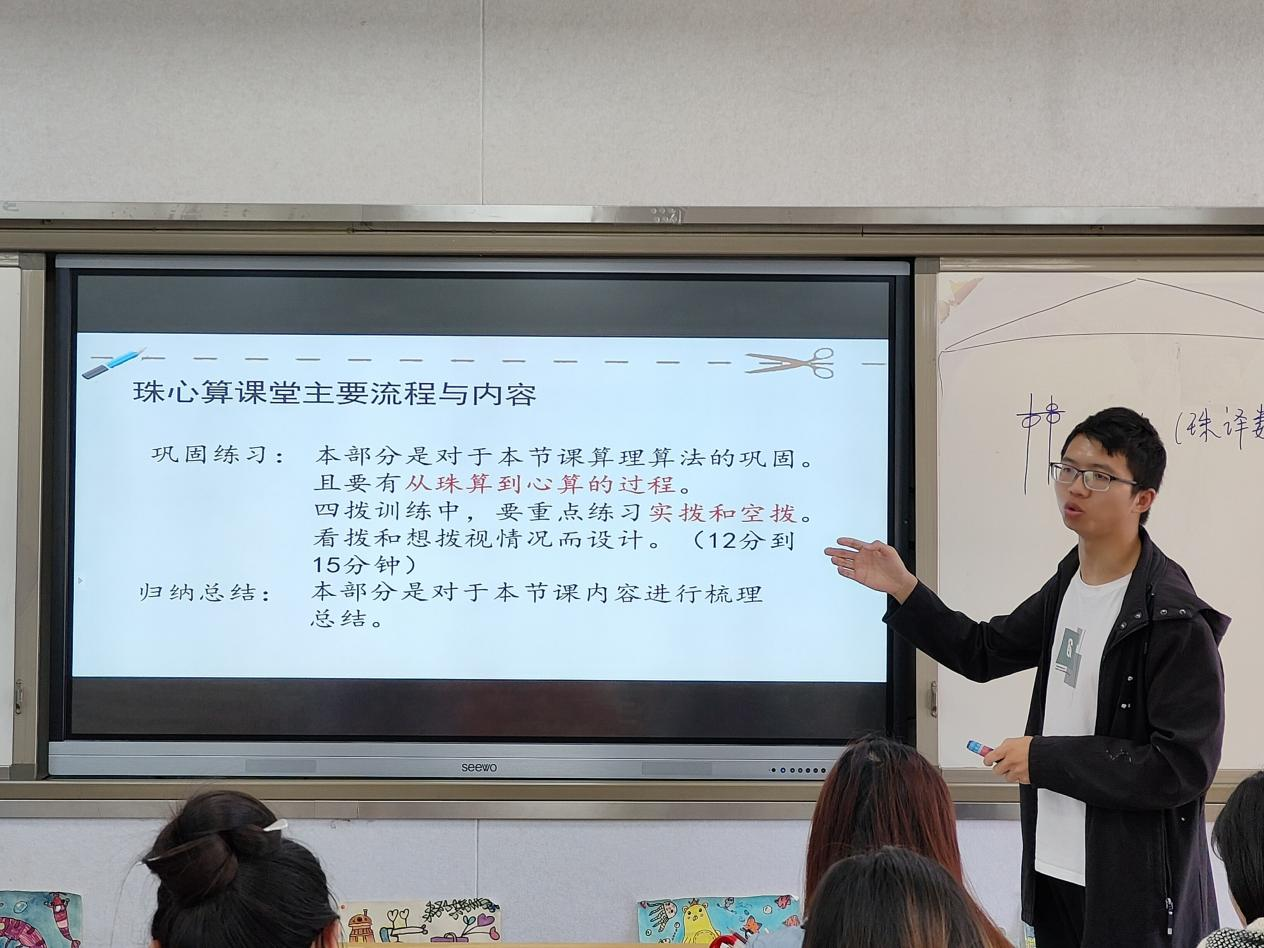 珠心算课堂主要流程与内容
巩固练习： 本部分是对于本节课算理算法的巩固。
且要有从珠算到心算的过程。
四拨训练中，要重点练习实拨和空拨。
看拨和想拨视情况而设计。（12分到
15分钟）
归纳总结： 本部分是对于本节课内容进行梳理
总结。
(珠译数
seewo